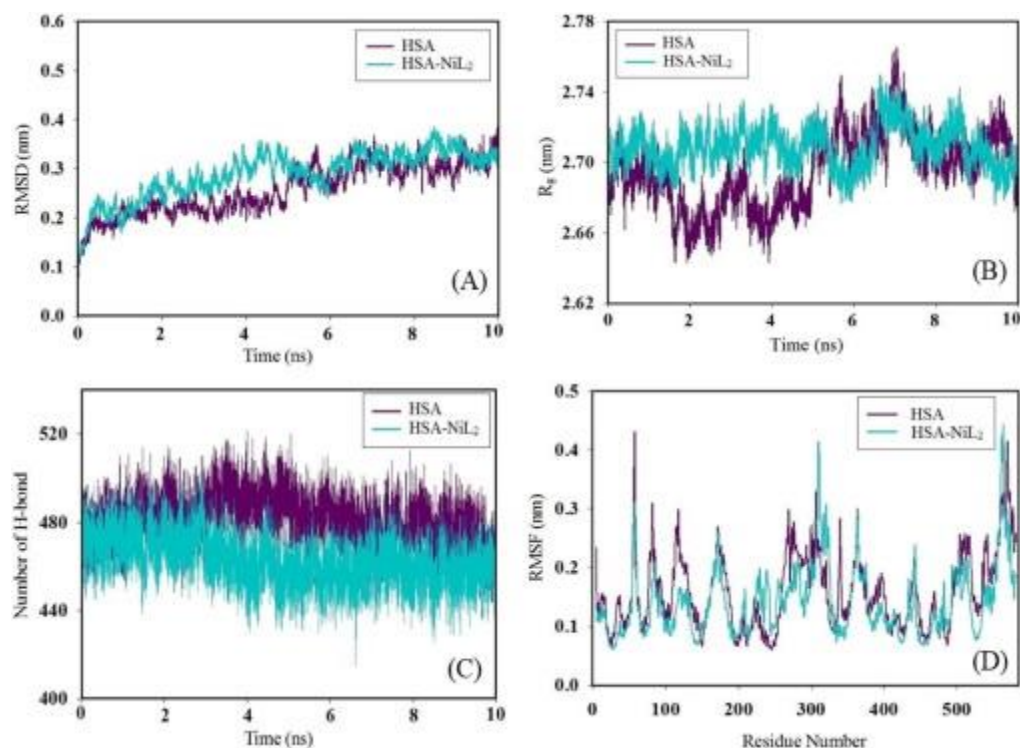 0.6
0.5
0.4
0.3
0.2
0.1
0.0
RMSD (nm)
HSA
HSA-NiL₂
(A)
0 2 4 6 8 10
Time (ns)
2.78
2.74
2.70
2.66
2.62
Rg (nm)
HSA
HSA-NiL₂
(B)
0 2 4 6 8 10
Time (ns)
520
480
440
400
Number of H-bond
HSA
HSA-NiL₂
(C)
0 2 4 6 8 10
Time (ns)
0.5
0.4
0.3
0.2
0.1
0.0
RMSF (nm)
HSA
HSA-NiL₂
(D)
0 100 200 300 400 500
Residue Number